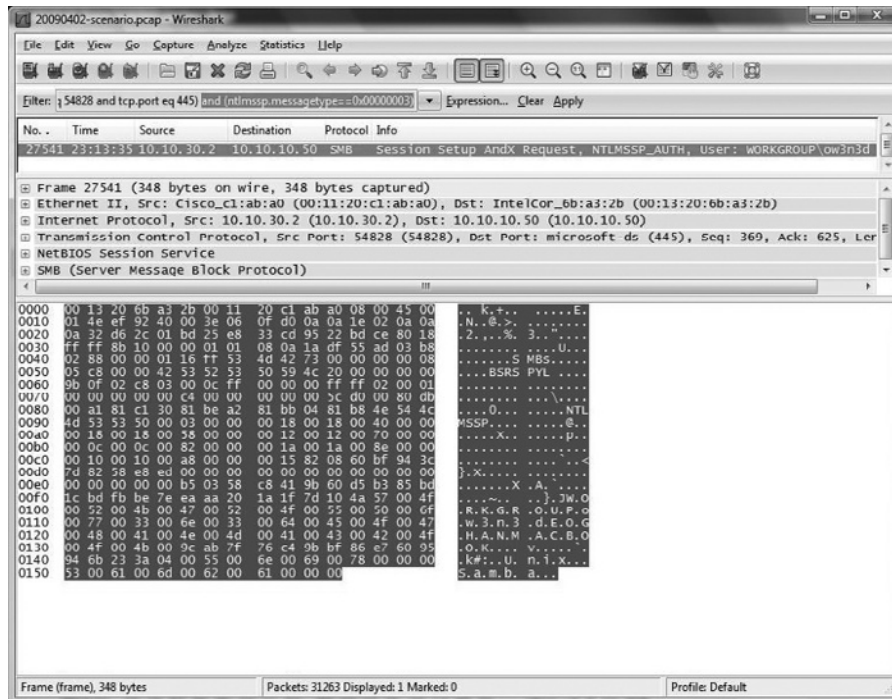 20090402-scenario.pcap - Wireshark
File Edit View Go Capture Analyze Statistics Help
Filter: 54828 and tcp.port eq 445) and (ntlmssp.messagetype==0x00000003) Expression... Clear Apply
No. . Time Source Destination Protocol Info
27541 23:13:35 10.10.30.2 10.10.10.50 SMB Session Setup AndX Request, NTLMSSP_AUTH, User: WORKGROUP\ow3n3d
Frame 27541 (348 bytes on wire, 348 bytes captured)
Ethernet II, Src: Cisco_c1:ab:a0 (00:11:20:c1:ab:a0), Dst: IntelCor_6b:a3:2b (00:13:20:6b:a3:2b)
Internet Protocol, Src: 10.10.30.2 (10.10.30.2), Dst: 10.10.10.50 (10.10.10.50)
Transmission Control Protocol, Src Port: 54828 (54828), Dst Port: microsoft-ds (445), Seq: 369, Ack: 625, Ler
NetBIOS Session Service
SMB (Server Message Block Protocol)
0000 00 13 20 6b a3 2b 00 11 20 c1 ab a0 08 00 45 00 .. k.+.. .....E.
0010 01 4e ef 92 40 00 3e 06 0f d0 0a 0a 1e 02 0a 0a .N..@.>. ........
0020 0a 32 d6 2c 01 bd 25 e8 33 cd 95 22 bd ce 80 18 .2.,..%. 3.."....
0030 ff ff 8b 10 00 00 01 01 08 0a 1a df 55 ad 03 b8 ........ ....U...
0040 02 88 00 00 01 16 ff 53 4d 42 73 00 00 00 00 08 .......S MBS.....
0050 05 c8 00 00 42 53 52 53 50 59 4c 20 00 00 00 00 ....BSRS PYL ....
0060 9b 0f 02 c8 03 00 0c ff 00 00 00 ff ff 02 00 01 ........ ........
0070 00 00 00 00 00 c4 00 00 00 00 00 5c d0 00 80 db ........ ...\....
0080 00 a1 81 c1 30 81 be a2 81 bb 04 81 b8 4e 54 4c ....0... .....NTL
0090 4d 53 53 50 00 03 00 00 00 18 00 18 00 40 00 00 MSSP.... .....@..
00a0 00 18 00 18 00 58 00 00 00 12 00 12 00 70 00 00 .....X.. .....p..
00b0 00 0c 00 0c 00 82 00 00 00 1a 00 1a 00 8e 00 00 ........ ........
00c0 00 10 00 10 00 a8 00 00 00 15 82 08 60 bf 94 3c ........ ....`..<
00d0 7d 82 58 e8 ed 00 00 00 00 00 00 00 00 00 00 00 }.X..... ........
00e0 00 00 00 00 b5 03 58 c8 41 9b 60 d5 b3 85 bd ......X. A.`.....
00f0 1c bd fb be 7e ea aa 20 1a 1f 7d 10 4a 57 00 4f ....~.. ..}.JW.O
0100 00 52 00 4b 00 47 00 52 00 4f 00 55 00 50 00 6f .R.K.G.R .O.U.P.o
0110 00 77 00 33 00 6e 00 33 00 64 00 45 00 4f 00 47 .w.3.n.3 .d.E.O.G
0120 00 48 00 41 00 4e 00 4d 00 41 00 43 00 42 00 4f .H.A.N.M .A.C.B.O
0130 00 4f 00 4b 00 9c ab 7f 76 c4 9b bf 86 e7 60 95 .O.K.... v.....`.
0140 94 6b 23 3a 04 00 55 00 6e 00 69 00 78 00 00 00 .k#:..U. n.i.x...
0150 53 00 61 00 6d 00 62 00 61 00 00 00 S.a.m.b. a...
Frame (frame), 348 bytes Packets: 31263 Displayed: 1 Marked: 0 Profile: Default